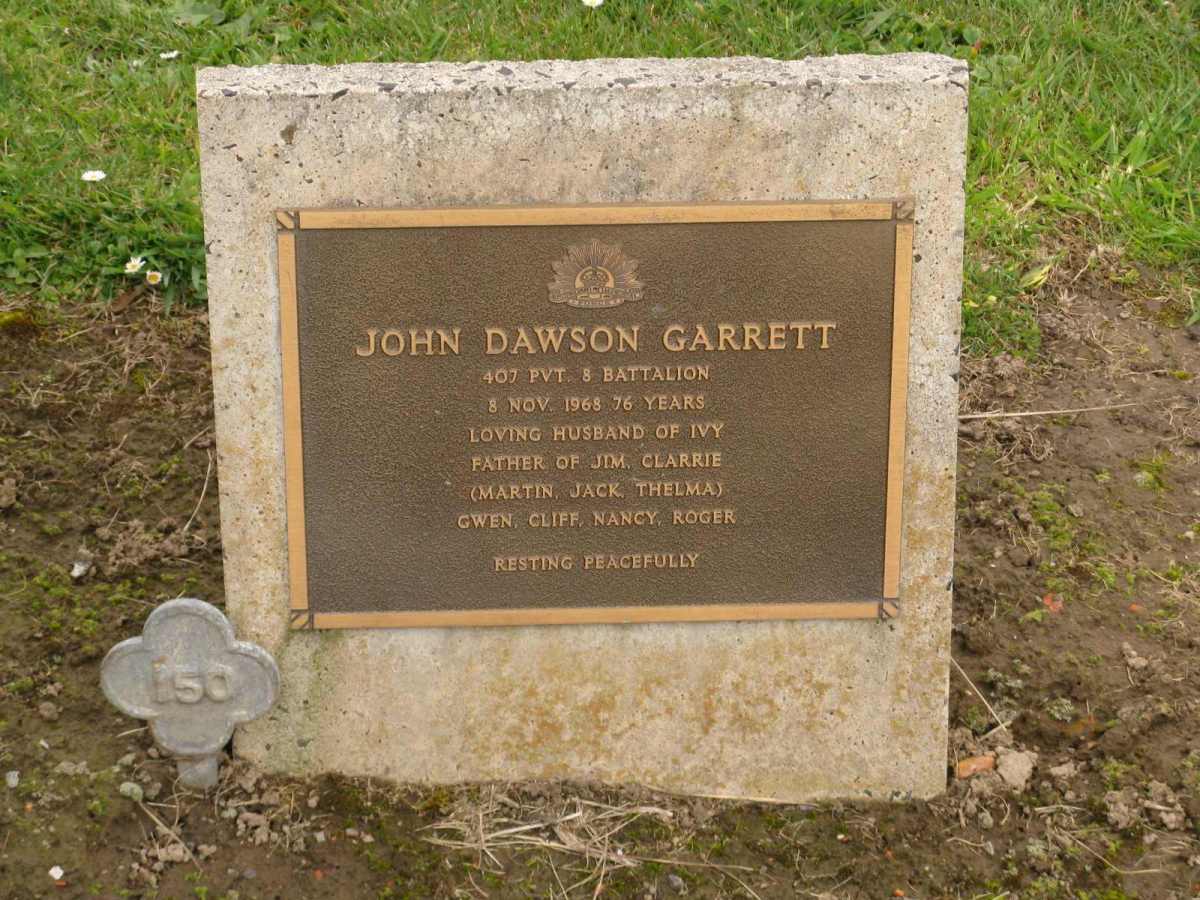 JOHN DAWSON GARRETT
407 PVT. 8 BATTALION
8 NOV. 1968 76 YEARS
LOVING HUSBAND OF IVY
FATHER OF JIM, CLARRIE
(MARTIN, JACK, THELMA)
GWEN, CLIFF, NANCY, ROGER
RESTING PEACEFULLY
150